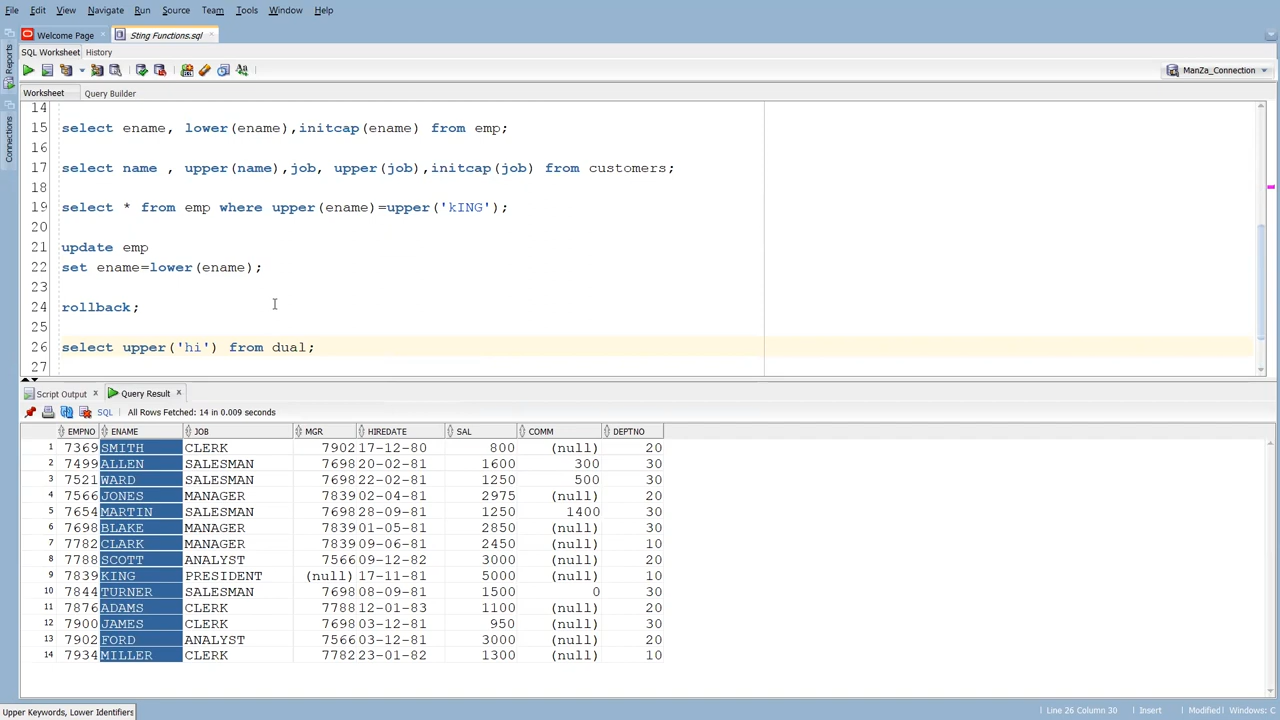 File Edit View Navigate Run Source Team Tools Window Help
Welcome Page × Sting Functions.sql ×
SQL Worksheet History
ManZa_Connection
Worksheet Query Builder
Reports
Connections
14
15 select ename, lower(ename),initcap(ename) from emp;
16
17 select name , upper(name),job, upper(job),initcap(job) from customers;
18
19 select * from emp where upper(ename)=upper('kING');
20
21 update emp
22 set ename=lower(ename);
23
24 rollback;
25
26 select upper('hi') from dual;
27
Script Output × Query Result ×
SQL All Rows Fetched: 14 in 0.009 seconds
EMPNO ENAME JOB MGR HIREDATE SAL COMM DEPTNO
1 7369 SMITH CLERK 7902 17-12-80 800 (null) 20
2 7499 ALLEN SALESMAN 7698 20-02-81 1600 300 30
3 7521 WARD SALESMAN 7698 22-02-81 1250 500 30
4 7566 JONES MANAGER 7839 02-04-81 2975 (null) 20
5 7654 MARTIN SALESMAN 7698 28-09-81 1250 1400 30
6 7698 BLAKE MANAGER 7839 01-05-81 2850 (null) 30
7 7782 CLARK MANAGER 7839 09-06-81 2450 (null) 10
8 7788 SCOTT ANALYST 7566 09-12-82 3000 (null) 20
9 7839 KING PRESIDENT (null) 17-11-81 5000 (null) 10
10 7844 TURNER SALESMAN 7698 08-09-81 1500 0 30
11 7876 ADAMS CLERK 7788 12-01-83 1100 (null) 20
12 7900 JAMES CLERK 7698 03-12-81 950 (null) 30
13 7902 FORD ANALYST 7566 03-12-81 3000 (null) 20
14 7934 MILLER CLERK 7782 23-01-82 1300 (null) 10
Upper Keywords, Lower Identifiers Line 26 Column 30 Insert Modified Windows: C